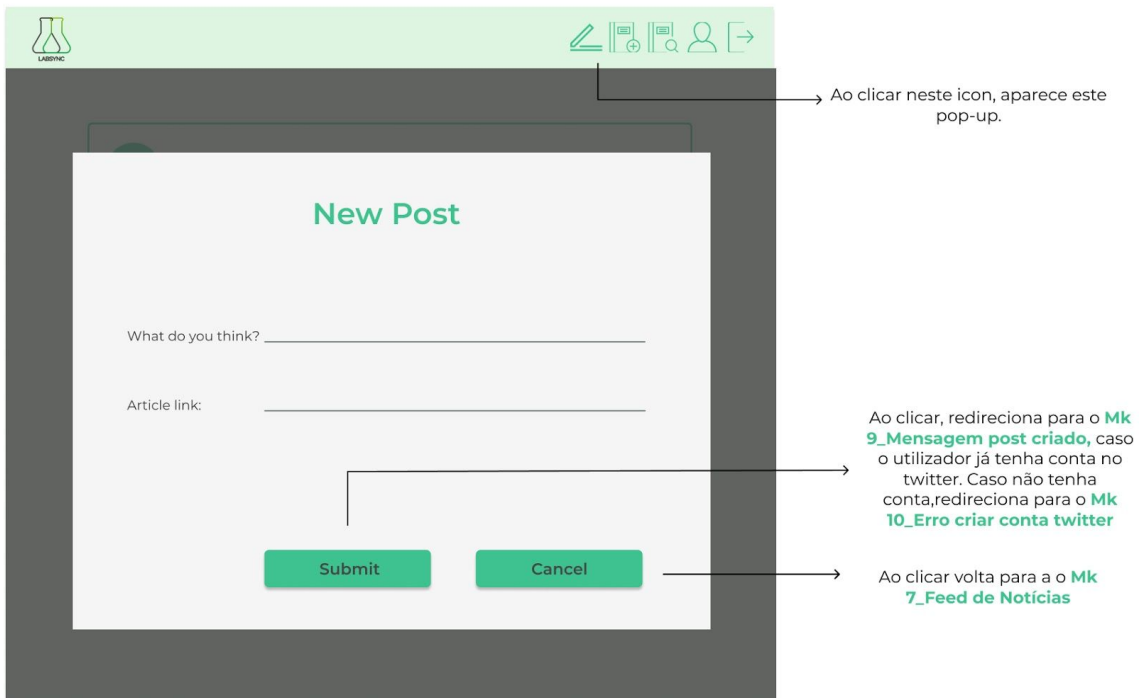 LABSYNC
Ao clicar neste icon, aparece este
pop-up.
New Post
What do you think?
Article link:
Ao clicar, redireciona para o Mk
9_Mensagem post criado, caso
o utilizador já tenha conta no
twitter. Caso não tenha
conta,redireciona para o Mk
10_Erro criar conta twitter
Submit
Cancel
Ao clicar volta para a o Mk
7_Feed de Notícias